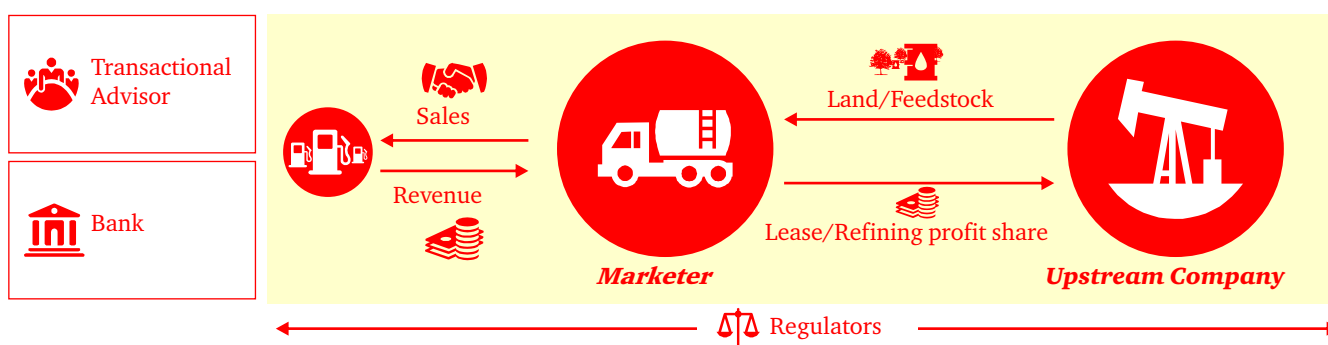 Transactional
Advisor
Bank
Sales
Revenue
Land/Feedstock
Lease/Refining profit share
Marketer
Upstream Company
Regulators